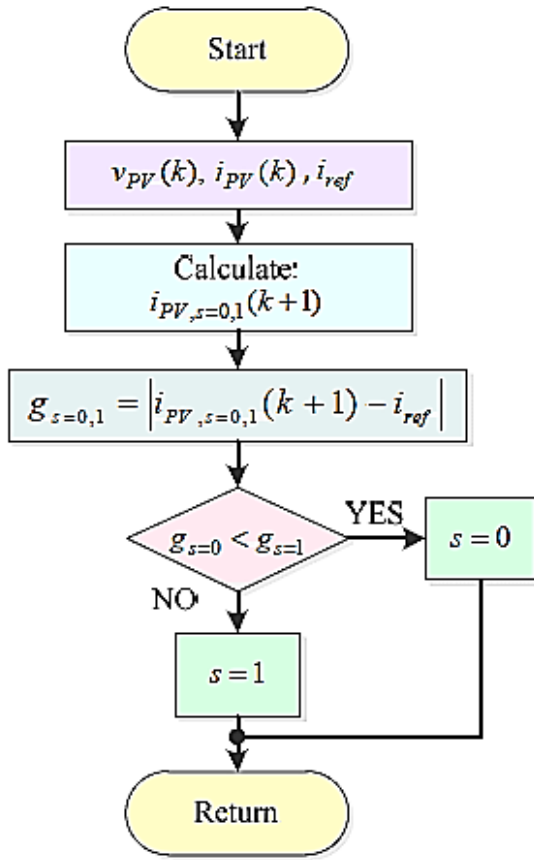 Start
v_PV(k), i_PV(k), i_ref
Calculate:
i_PV,s=0,1(k+1)
g_s=0,1 = |i_PV,s=0,1(k+1) − i_ref|
g_s=0 < g_s=1
YES
s = 0
NO
s = 1
Return